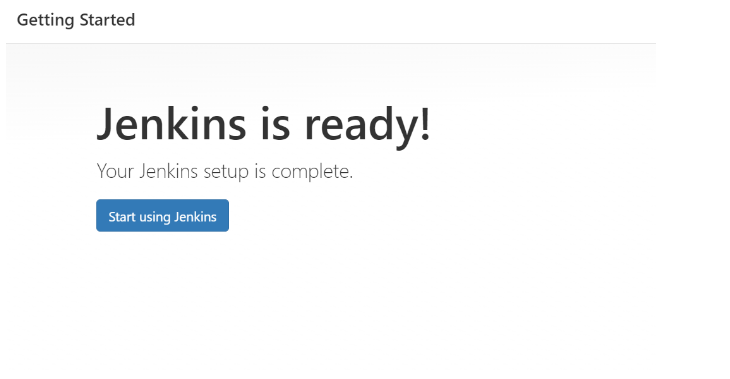 Getting Started
Jenkins is ready!
Your Jenkins setup is complete.
Start using Jenkins